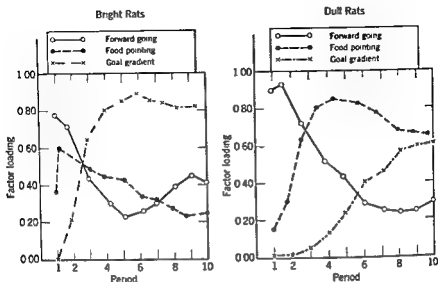 Bright Rats
Forward going
Food pointing
Goal gradient
1 00
0 80
0 60
0 40
0 20
0 00
Factor loading
1 2 4 6 8 10
Period
Dull Rats
Forward going
Food pointing
Goal gradient
1 00
0 80
0 60
0 40
0 20
0 00
Factor loading
1 2 4 6 8 10
Period